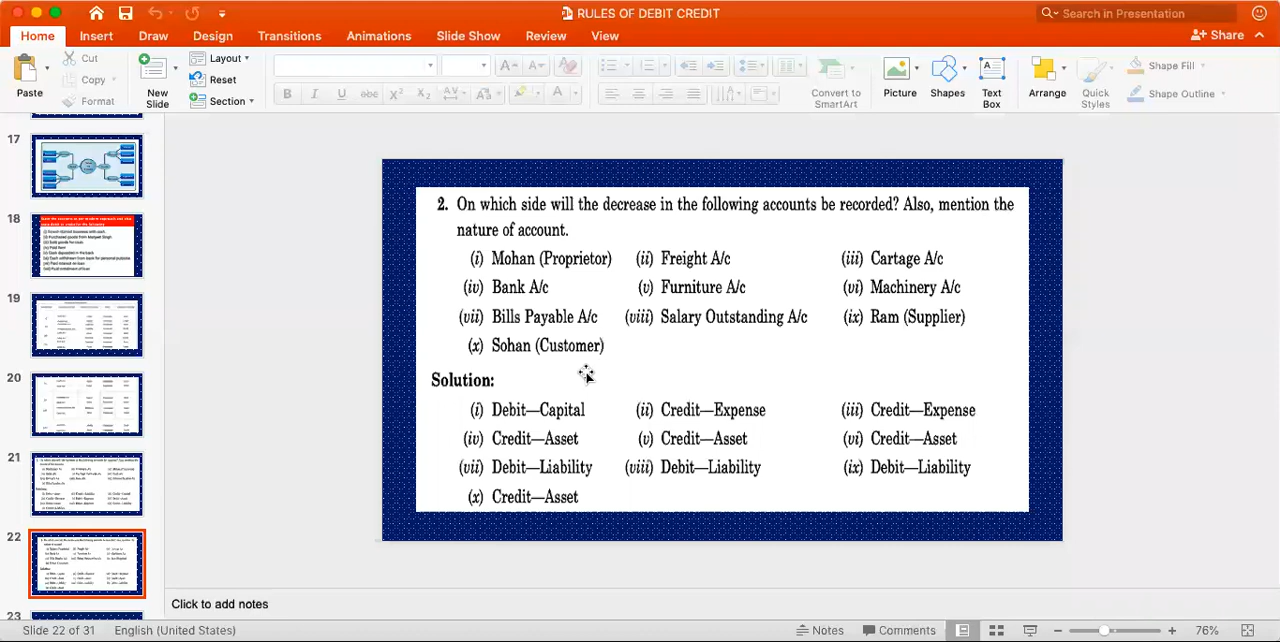 RULES OF DEBIT CREDIT
Search in Presentation
Home Insert Draw Design Transitions Animations Slide Show Review View Share
Paste
Cut
Copy
Format
New Slide
Layout
Reset
Section
B I U abc X² X₂ AV Aa A
Convert to SmartArt
Picture
Shapes
Text Box
Arrange
Quick Styles
Shape Fill
Shape Outline
17
18
19
20
21
22
23
2. On which side will the decrease in the following accounts be recorded? Also, mention the
nature of account.
(i) Mohan (Proprietor) (ii) Freight A/c (iii) Cartage A/c
(iv) Bank A/c (v) Furniture A/c (vi) Machinery A/c
(vii) Bills Payable A/c (viii) Salary Outstanding A/c (ix) Ram (Supplier)
(x) Sohan (Customer)
Solution:
(i) Debit—Capital (ii) Credit—Expense (iii) Credit—Expense
(iv) Credit—Asset (v) Credit—Asset (vi) Credit—Asset
(vii) Debit—Liability (viii) Debit—Liability (ix) Debit—Liability
(x) Credit—Asset
Click to add notes
Slide 22 of 31 English (United States) Notes Comments 76%